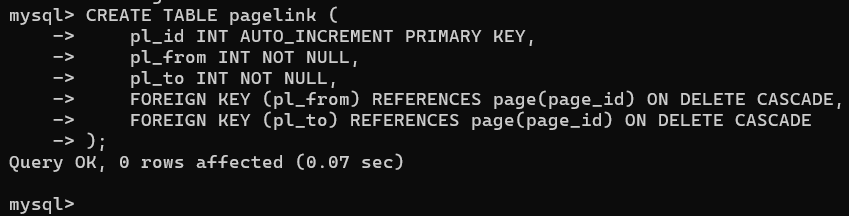 mysql> CREATE TABLE pagelink (
    ->     pl_id INT AUTO_INCREMENT PRIMARY KEY,
    ->     pl_from INT NOT NULL,
    ->     pl_to INT NOT NULL,
    ->     FOREIGN KEY (pl_from) REFERENCES page(page_id) ON DELETE CASCADE,
    ->     FOREIGN KEY (pl_to) REFERENCES page(page_id) ON DELETE CASCADE
    -> );
Query OK, 0 rows affected (0.07 sec)

mysql>